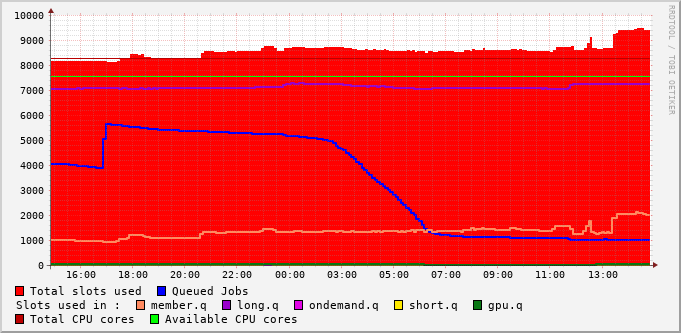 10000
9000
8000
7000
6000
5000
4000
3000
2000
1000
0
16:00 18:00 20:00 22:00 00:00 03:00 05:00 07:00 09:00 11:00 13:00
RRDTOOL / TOBI OETIKER
Total slots used Queued Jobs
Slots used in : member.q long.q ondemand.q short.q gpu.q
Total CPU cores Available CPU cores